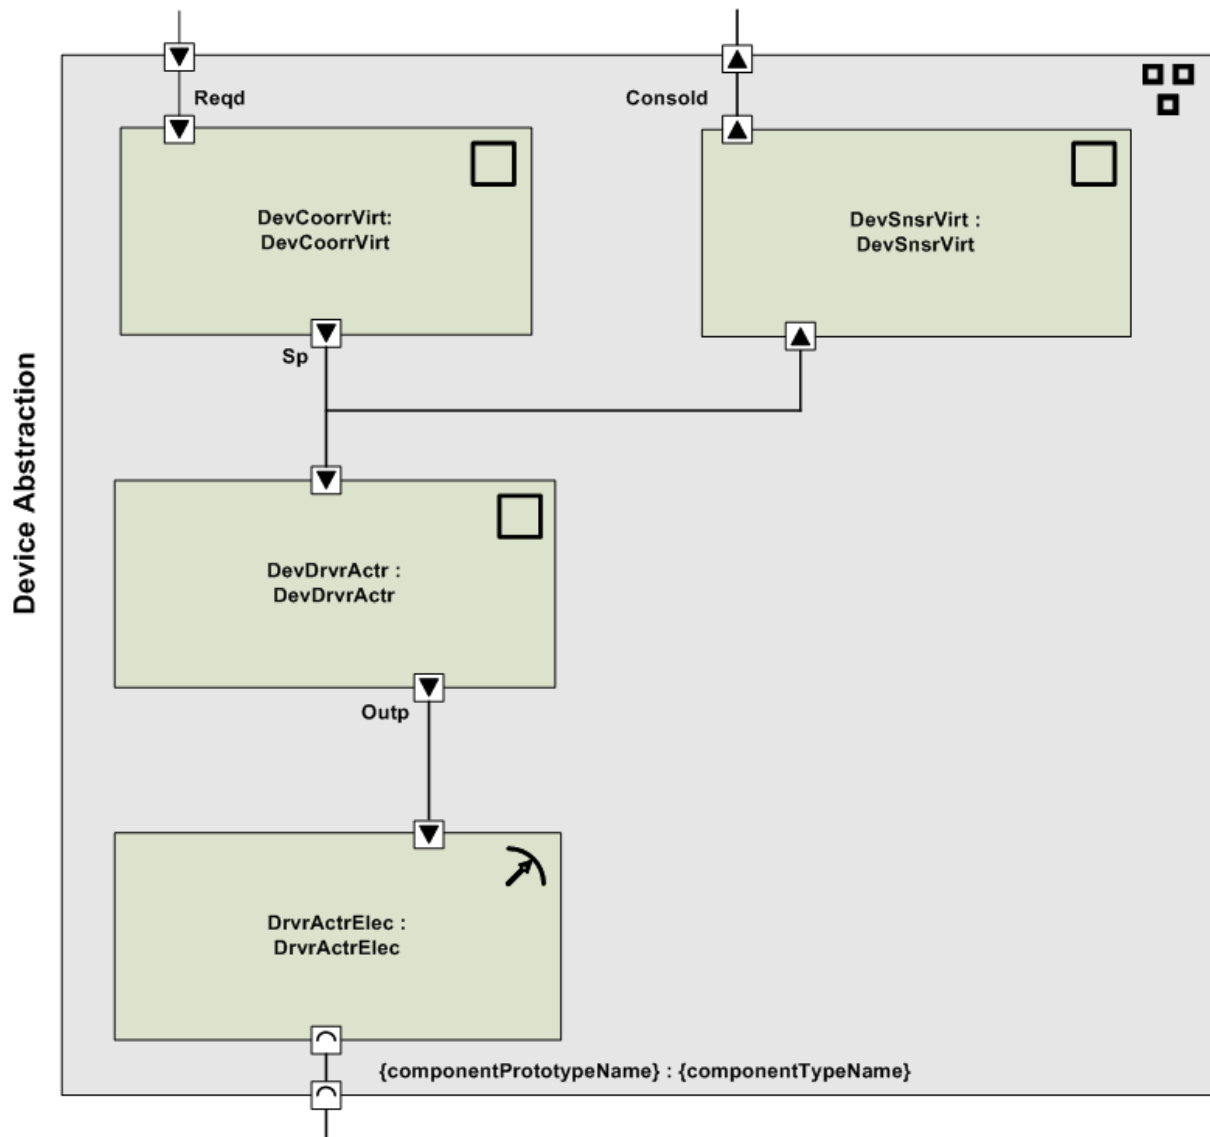 Reqd
Consold
DevCoorrVirt:
DevCoorrVirt
DevSnsrVirt :
DevSnsrVirt
Sp
Device Abstraction
DevDrvrActr :
DevDrvrActr
Outp
DrvrActrElec :
DrvrActrElec
{componentPrototypeName} : {componentTypeName}